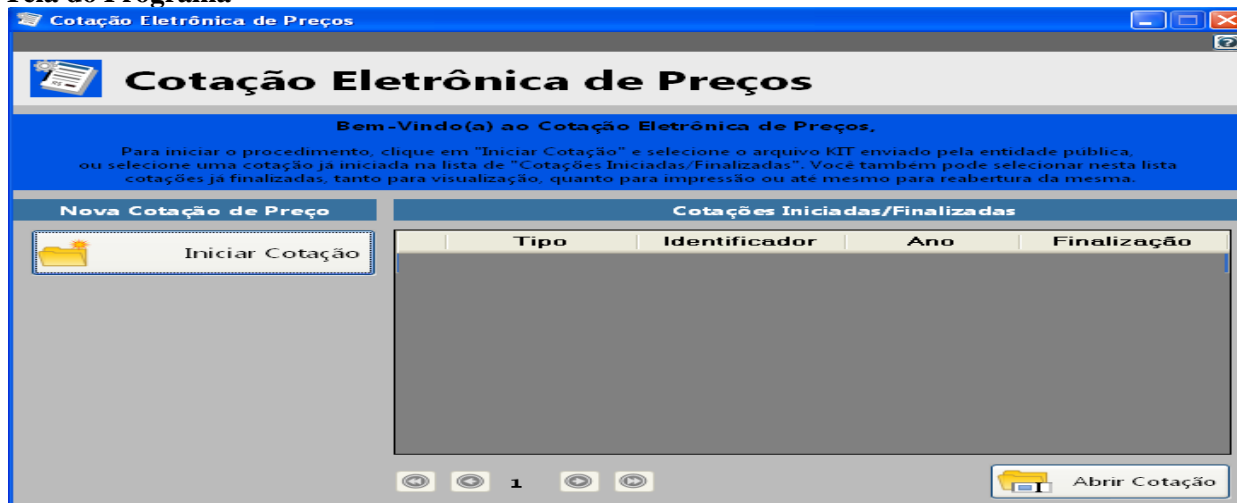 Tela do Programa
Cotação Eletrônica de Preços
Cotação Eletrônica de Preços
Bem-Vindo(a) ao Cotação Eletrônica de Preços,
Para iniciar o procedimento, clique em "Iniciar Cotação" e selecione o arquivo KIT enviado pela entidade publica,
ou selecione uma cotação já iniciada na lista de "Cotações Iniciadas/Finalizadas". Você também pode selecionar nesta lista
cotações já finalizadas, tanto para visualização, quanto para impressão ou até mesmo para reabertura da mesma.
Nova Cotação de Preço
Cotações Iniciadas/Finalizadas
Iniciar Cotação
Tipo Identificador Ano Finalização
1
Abrir Cotação